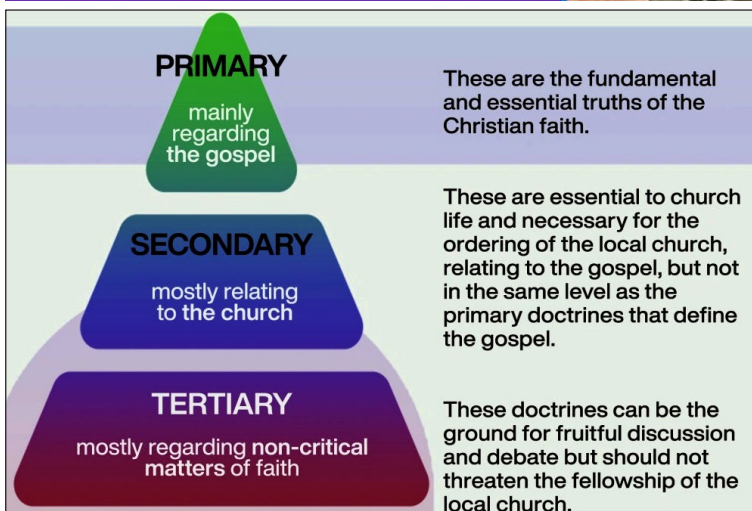 PRIMARY
mainly
regarding
the gospel
These are the fundamental
and essential truths of the
Christian faith.
SECONDARY
mostly relating
to the church
These are essential to church
life and necessary for the
ordering of the local church,
relating to the gospel, but not
in the same level as the
primary doctrines that define
the gospel.
TERTIARY
mostly regarding non-critical
matters of faith
These doctrines can be the
ground for fruitful discussion
and debate but should not
threaten the fellowship of the
local church.